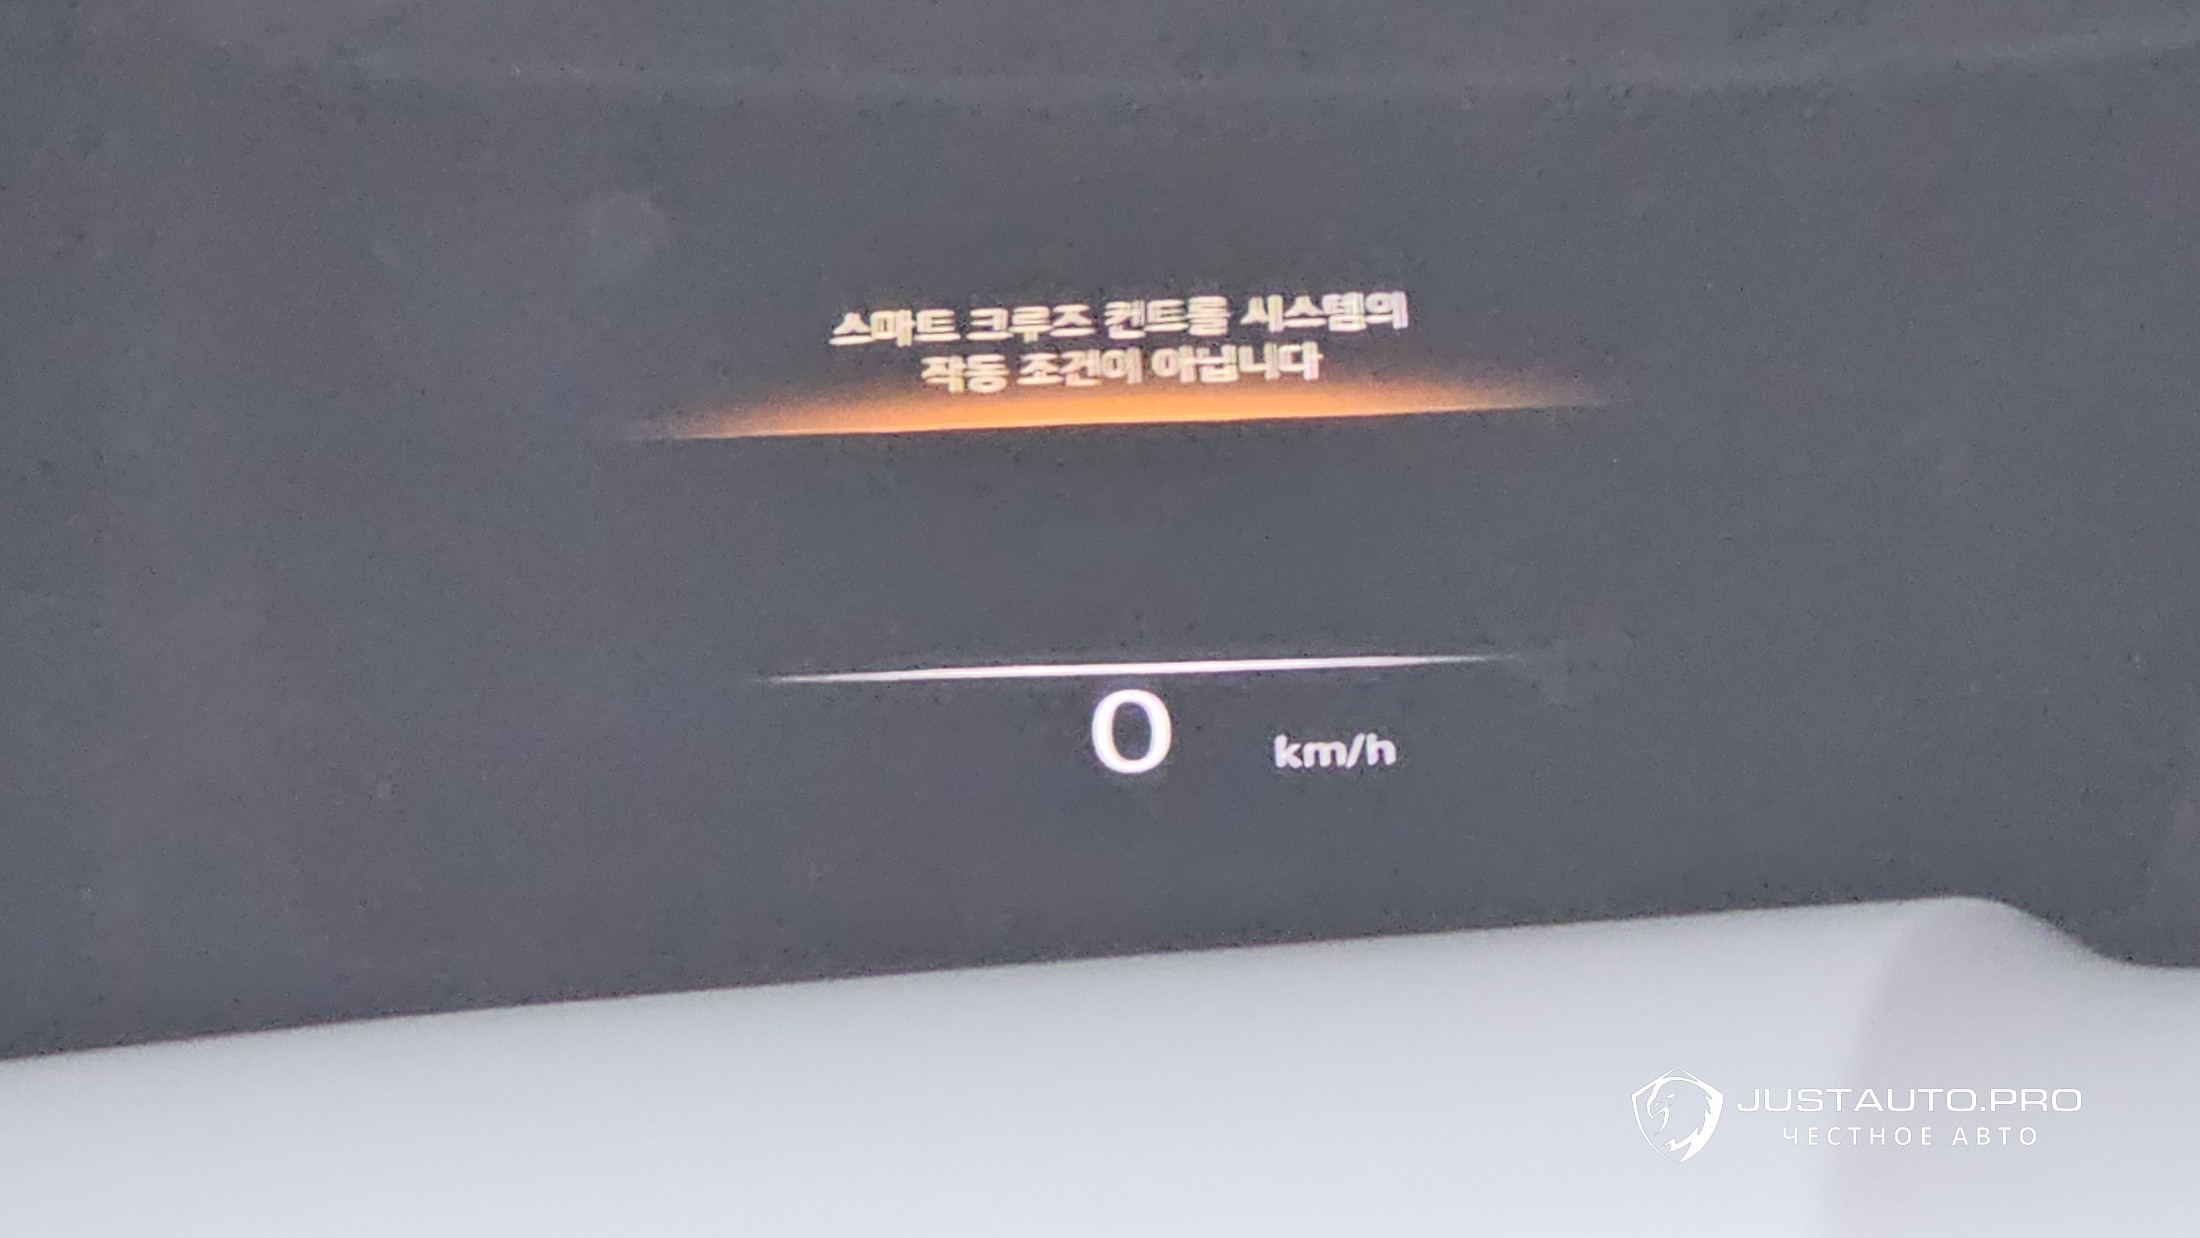 스마트 크루즈 컨트롤 시스템의
작동 조건이 아닙니다
0 km/h
JUSTAUTO.PRO
ЧЕСТНОЕ АВТО